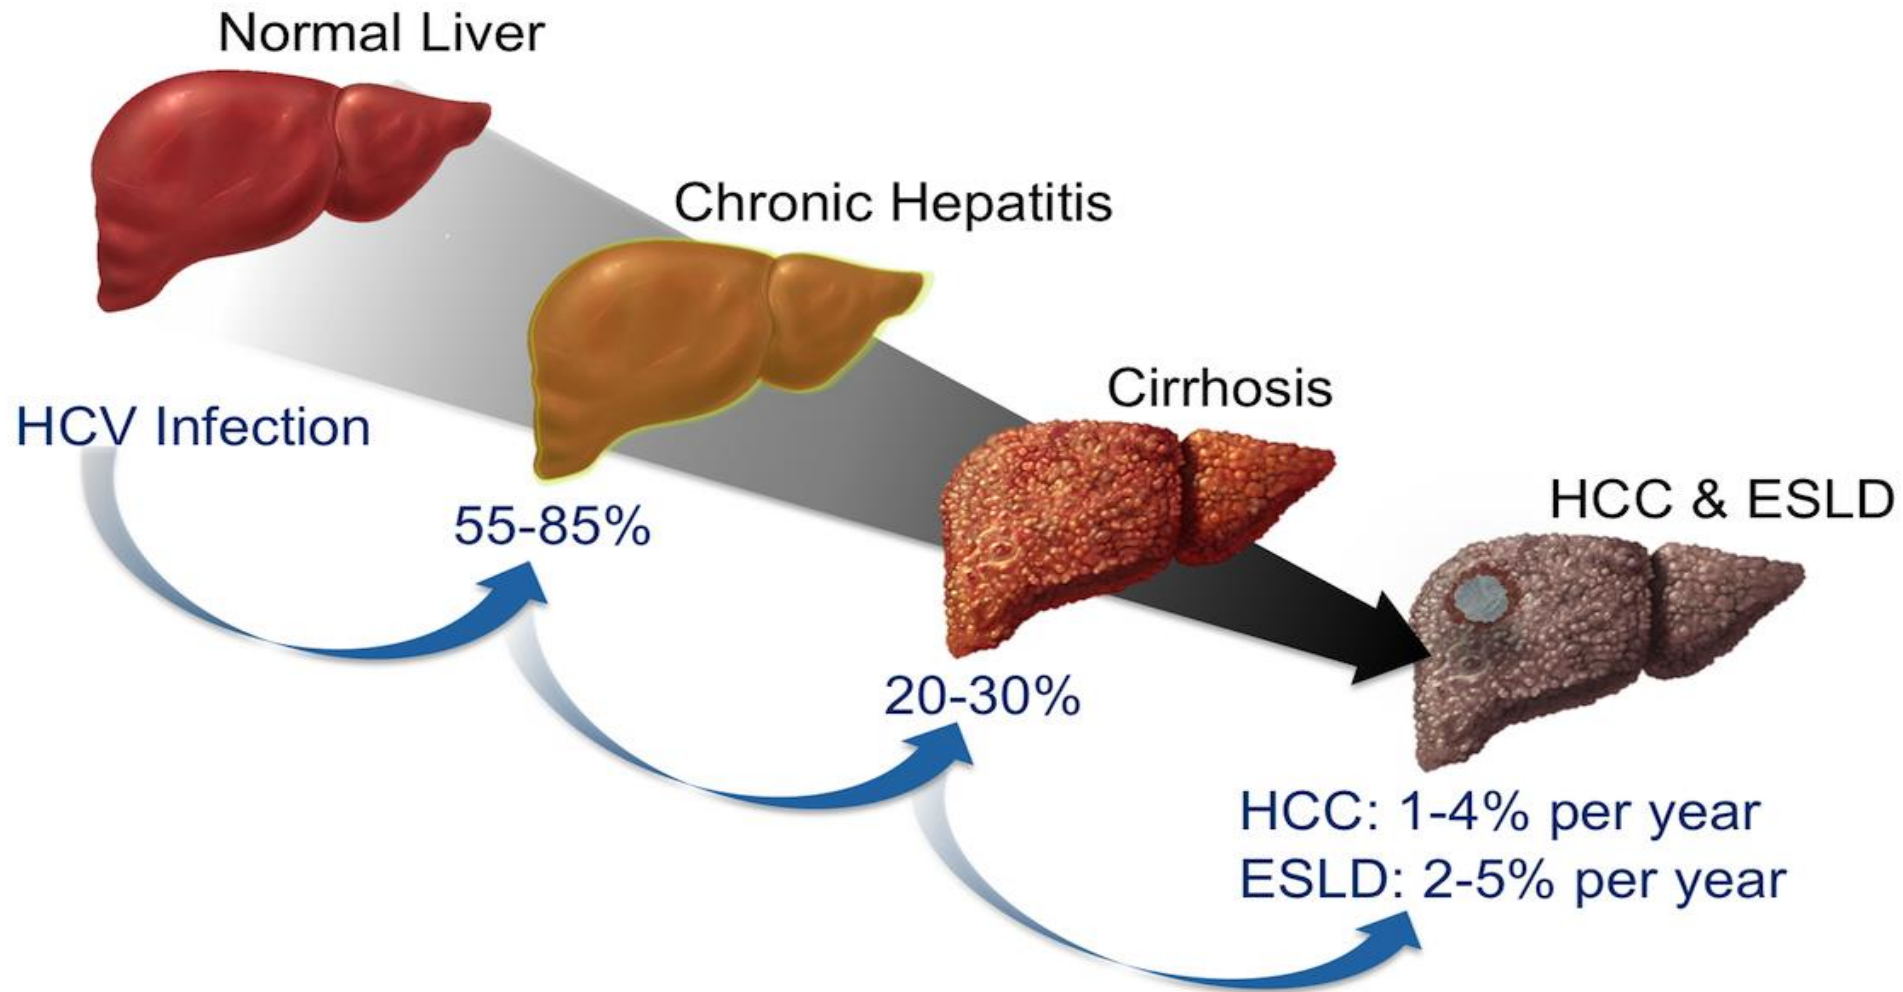 Normal Liver
Chronic Hepatitis
Cirrhosis
HCV Infection
HCC & ESLD
55-85%
20-30%
HCC: 1-4% per year
ESLD: 2-5% per year